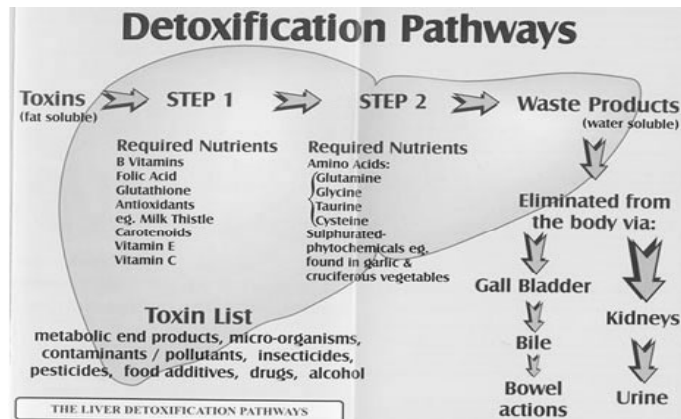 Detoxification Pathways
Toxins
(fat soluble)
STEP 1
STEP 2
Waste Products
(water soluble)
Required Nutrients
B Vitamins
Folic Acid
Glutathione
Antioxidants
eg. Milk Thistle
Carotenoids
Vitamin E
Vitamin C
Required Nutrients
Amino Acids:
Glutamine
Glycine
Taurine
Cysteine
Sulphurated-
phytochemicals eg.
found in garlic &
cruciferous vegetables
Eliminated from
the body via:
Gall Bladder
Bile
Bowel
actions
Kidneys
Urine
Toxin List
metabolic end products, micro-organisms,
contaminants / pollutants, insecticides,
pesticides, food additives, drugs, alcohol
THE LIVER DETOXIFICATION PATHWAYS